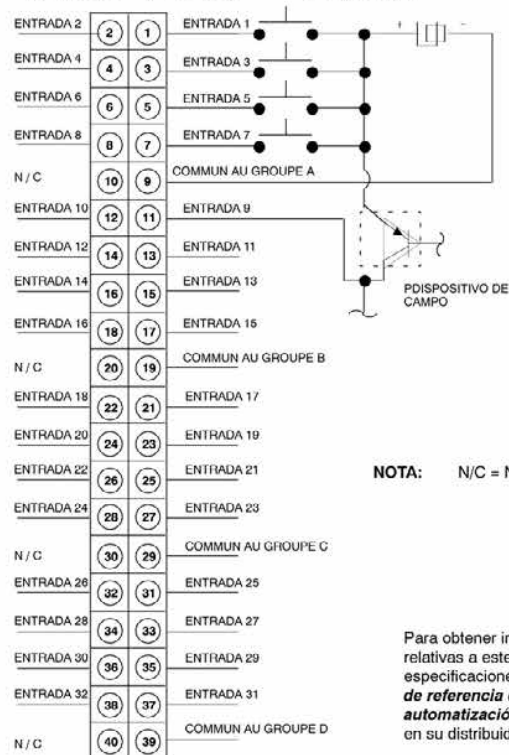 ENTRADA 2 2 1 ENTRADA 1
ENTRADA 4 4 3 ENTRADA 3
ENTRADA 6 6 5 ENTRADA 5
ENTRADA 8 8 7 ENTRADA 7
N / C 10 9 COMMUN AU GROUPE A
ENTRADA 10 12 11 ENTRADA 9
ENTRADA 12 14 13 ENTRADA 11
ENTRADA 14 16 15 ENTRADA 13
ENTRADA 16 18 17 ENTRADA 15
N / C 20 19 COMMUN AU GROUPE B
ENTRADA 18 22 21 ENTRADA 17
ENTRADA 20 24 23 ENTRADA 19
ENTRADA 22 26 25 ENTRADA 21
ENTRADA 24 28 27 ENTRADA 23
N / C 30 29 COMMUN AU GROUPE C
ENTRADA 26 32 31 ENTRADA 25
ENTRADA 28 34 33 ENTRADA 27
ENTRADA 30 36 35 ENTRADA 29
ENTRADA 32 38 37 ENTRADA 31
N / C 40 39 COMMUN AU GROUPE D
+ –
PDISPOSITIVO DE
CAMPO
NOTA: N/C = N
Para obtener in
relativas a este
especificacione
de referencia
automatizació
en su distribuid